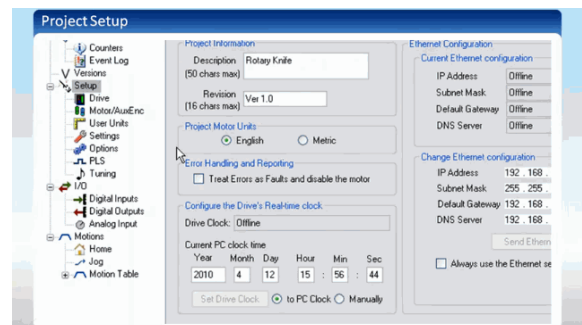 Project Setup
Counters
Event Log
Versions
Setup
Drive
Motor/AuxEnc
User Units
Settings
Options
PLS
Tuning
I/O
Digital Inputs
Digital Outputs
Analog Input
Motions
Home
Jog
Motion Table
Project Information
Description
(50 chars max)
Rotary Knife
Revision
(16 chars max)
Ver 1.0
Project Motor Units
English Metric
Error Handling and Reporting
Treat Errors as Faults and disable the motor
Configure the Drive's Real-time clock
Drive Clock: Offline
Current PC clock time
Year Month Day Hour Min Sec
2010 4 12 15 : 56 : 44
Set Drive Clock to PC Clock Manually
Ethernet Configuration
Current Ethernet configuration
IP Address Offline
Subnet Mask Offline
Default Gateway Offline
DNS Server Offline
Change Ethernet configuration
IP Address 192 . 168 .
Subnet Mask 255 . 255 .
Default Gateway 192 . 168 .
DNS Server 192 . 168 .
Send Ethern
Always use the Ethernet se